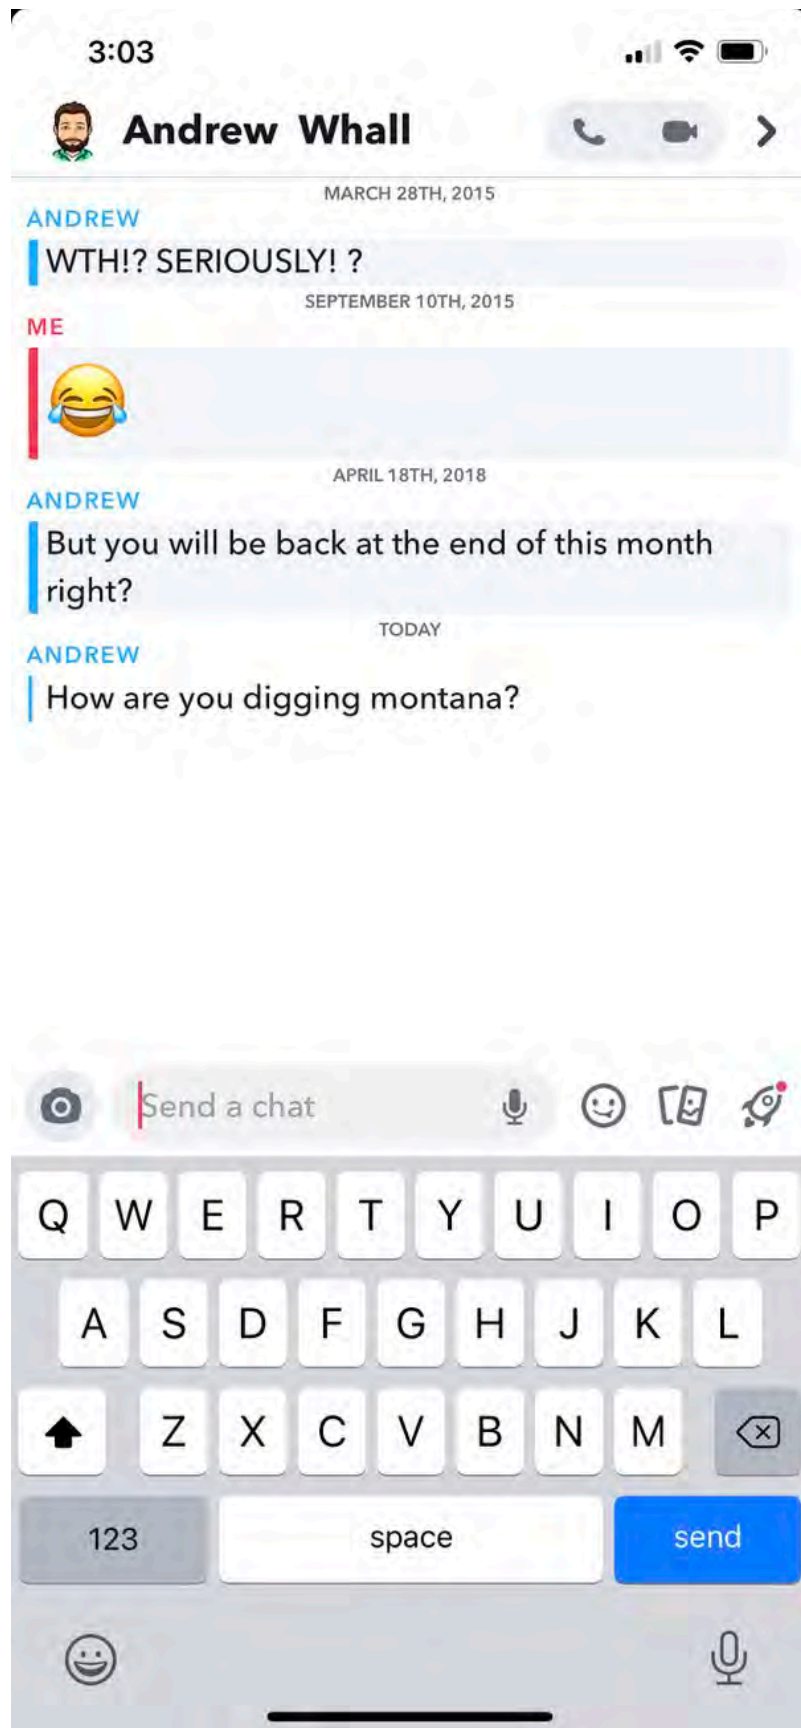 3:03
Andrew Whall
MARCH 28TH, 2015
ANDREW
WTH!? SERIOUSLY! ?
SEPTEMBER 10TH, 2015
ME
😂
APRIL 18TH, 2018
ANDREW
But you will be back at the end of this month
right?
TODAY
ANDREW
How are you digging montana?
Send a chat
Q W E R T Y U I O P
A S D F G H J K L
Z X C V B N M
123 space send